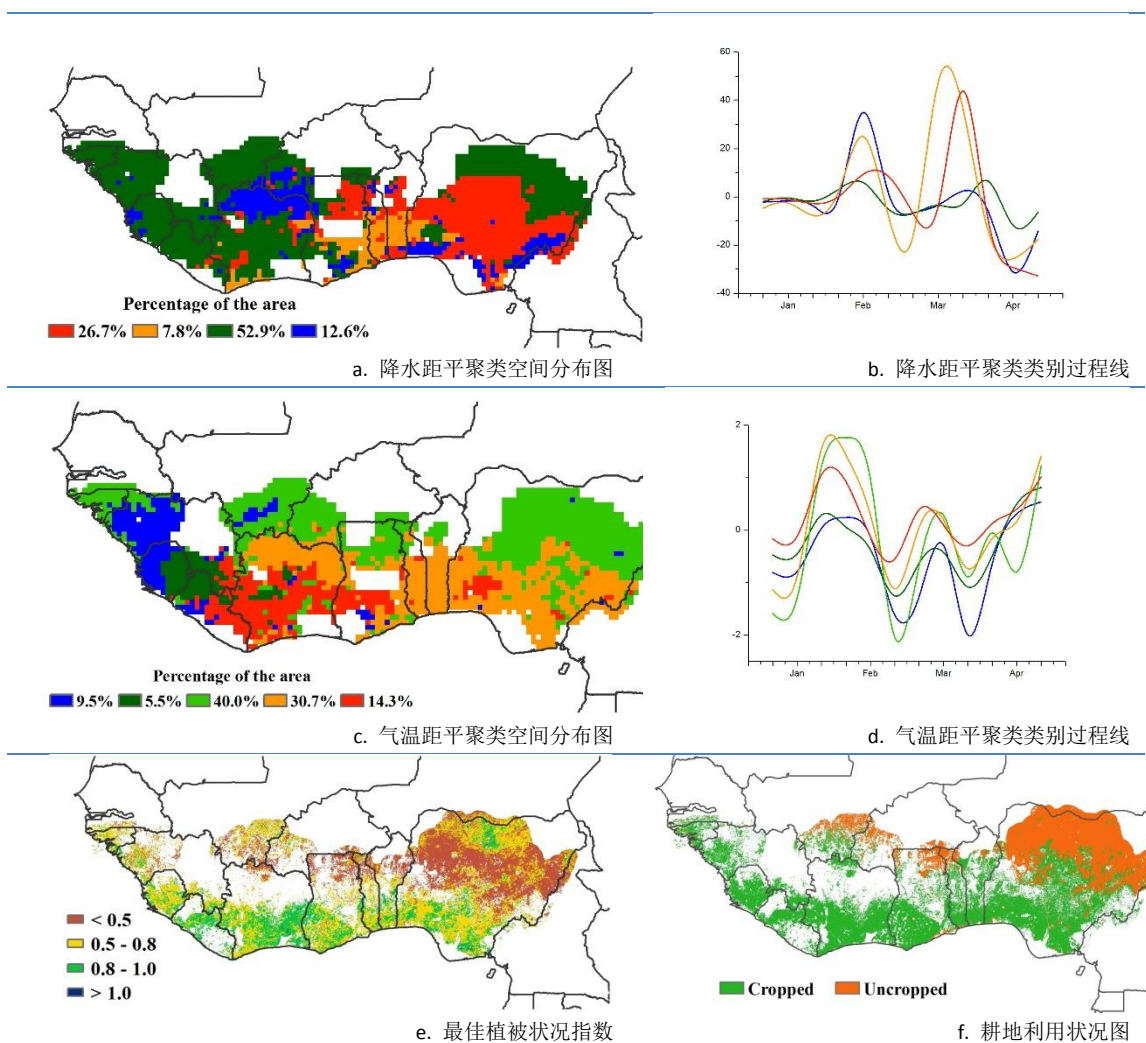 60
40
20
0
-20
-40
Jan Feb Mar Apr
Percentage of the area
26.7% 7.8% 52.9% 12.6%
a. 降水距平聚类空间分布图
b. 降水距平聚类类别过程线
2
0
-2
Jan Feb Mar Apr
Percentage of the area
9.5% 5.5% 40.0% 30.7% 14.3%
c. 气温距平聚类空间分布图
d. 气温距平聚类类别过程线
< 0.5
0.5 - 0.8
0.8 - 1.0
> 1.0
e. 最佳植被状况指数
Cropped Uncropped
f. 耕地利用状况图